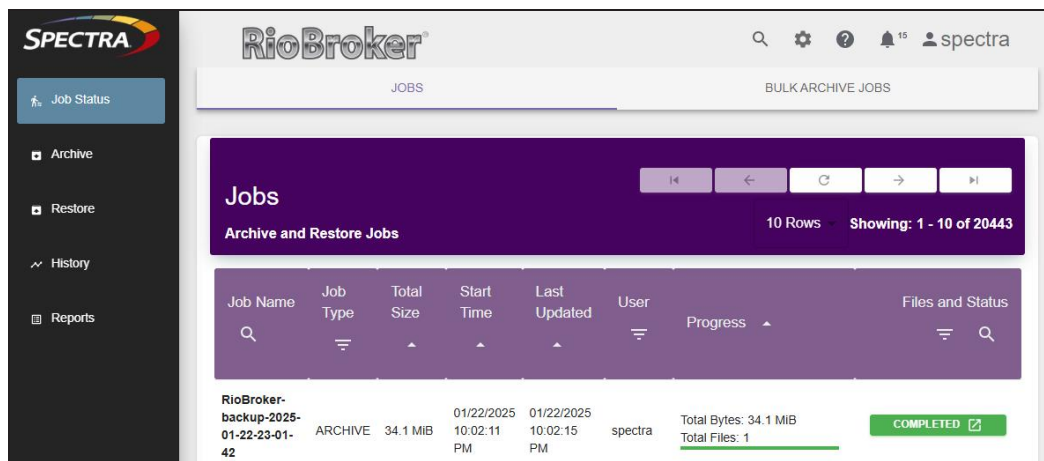 SPECTRA
RioBroker®
15
spectra
Job Status
Archive
Restore
History
Reports
JOBS
BULK ARCHIVE JOBS
Jobs
Archive and Restore Jobs
10 Rows
Showing: 1 - 10 of 20443
Job Name
Job
Type
Total
Size
Start
Time
Last
Updated
User
Progress
Files and Status
RioBroker-
backup-2025-
01-22-23-01-
42
ARCHIVE
34.1 MiB
01/22/2025
10:02:11
PM
01/22/2025
10:02:15
PM
spectra
Total Bytes: 34.1 MiB
Total Files: 1
COMPLETED